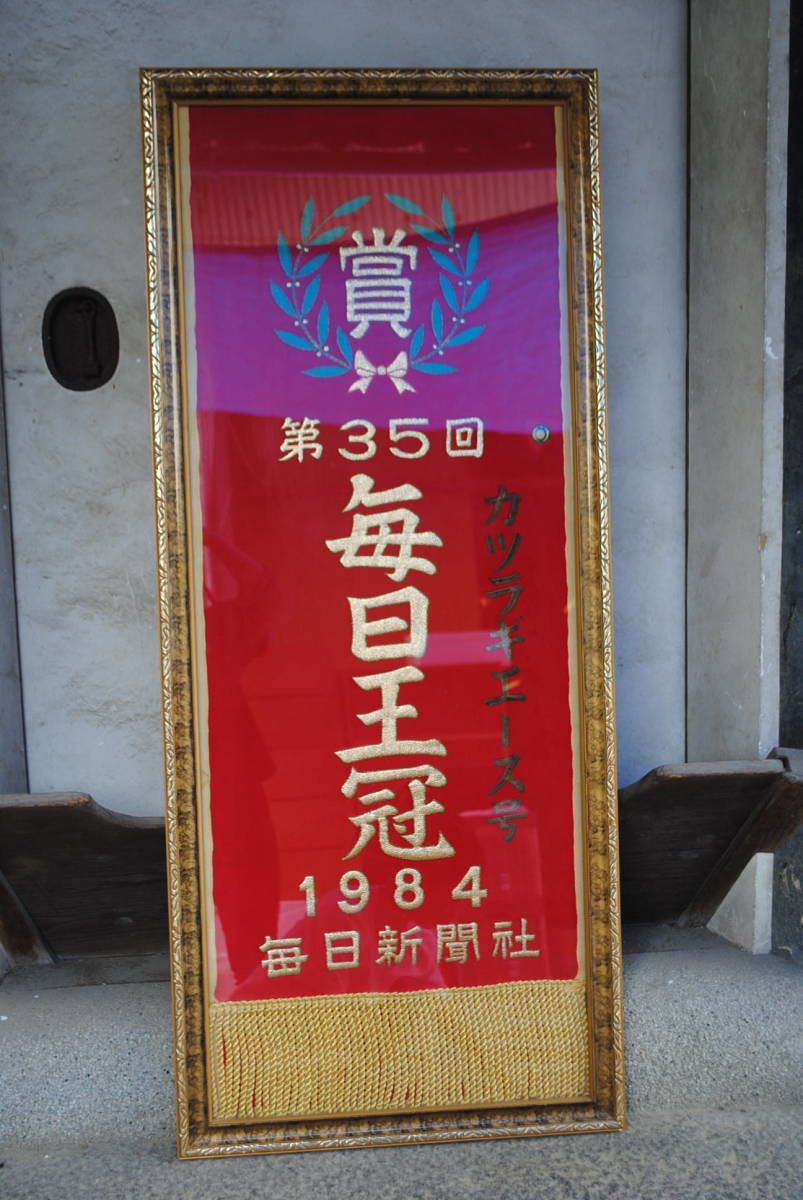 賞
第35回
毎日王冠
カツラギエース号
1984
毎日新聞社